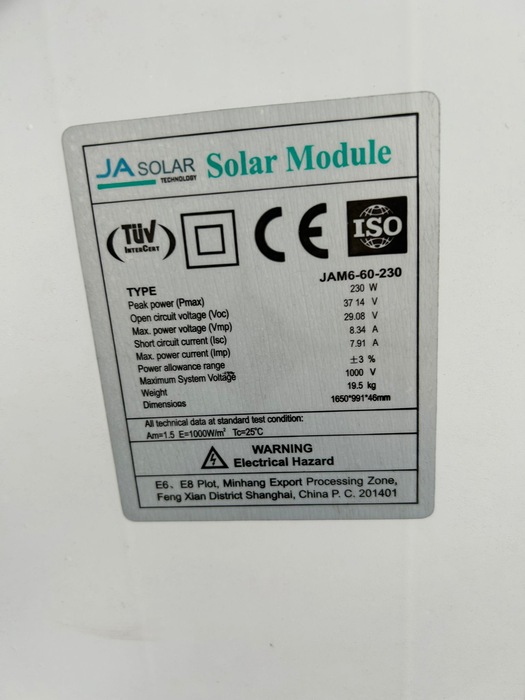 JA SOLAR TECHNOLOGY Solar Module
TÜV INTERCERT CE ISO
TYPE JAM6-60-230
Peak power (Pmax) 230 W
Open circuit voltage (Voc) 37 14 V
Max. power voltage (Vmp) 29.08 V
Short circuit current (Isc) 8.34 A
Max. power current (Imp) 7.91 A
Power allowance range ±3 %
Maximum System Voltage 1000 V
Weight 19.5 kg
Dimensions 1650*991*46mm
All technical data at standard test condition:
Am=1.5 E=1000W/m² Tc=25°C
WARNING
Electrical Hazard
E6、E8 Plot, Minhang Export Processing Zone,
Feng Xian District Shanghai, China P. C. 201401